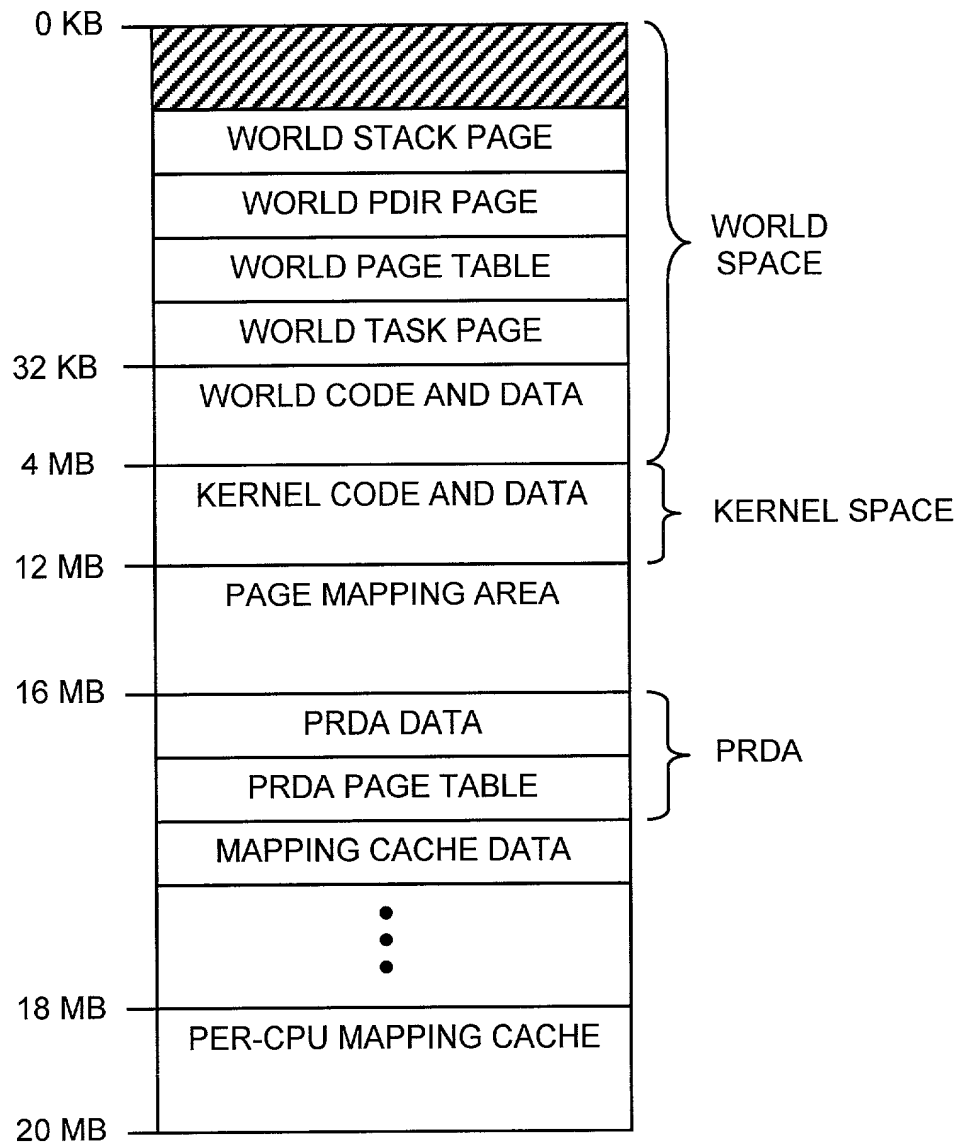 0 KB
WORLD STACK PAGE
WORLD PDIR PAGE
WORLD SPACE
WORLD PAGE TABLE
WORLD TASK PAGE
32 KB
WORLD CODE AND DATA
4 MB
KERNEL CODE AND DATA
KERNEL SPACE
12 MB
PAGE MAPPING AREA
16 MB
PRDA DATA
PRDA
PRDA PAGE TABLE
MAPPING CACHE DATA
18 MB
PER-CPU MAPPING CACHE
20 MB